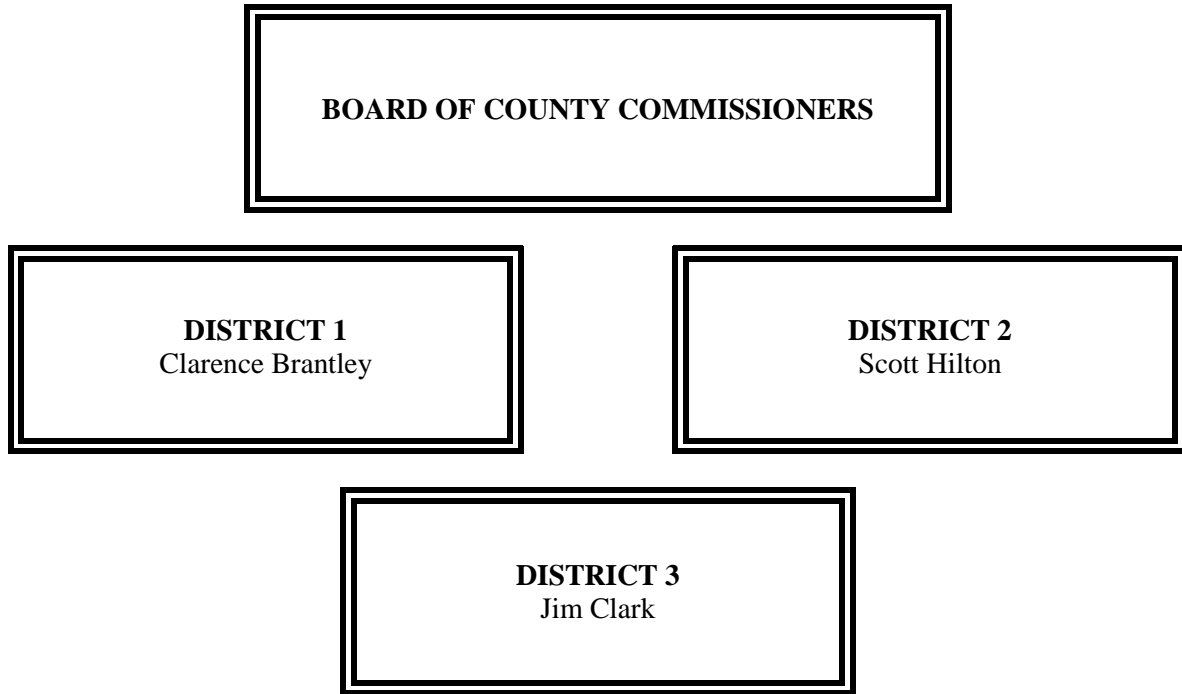 BOARD OF COUNTY COMMISSIONERS
DISTRICT 1
Clarence Brantley
DISTRICT 2
Scott Hilton
DISTRICT 3
Jim Clark